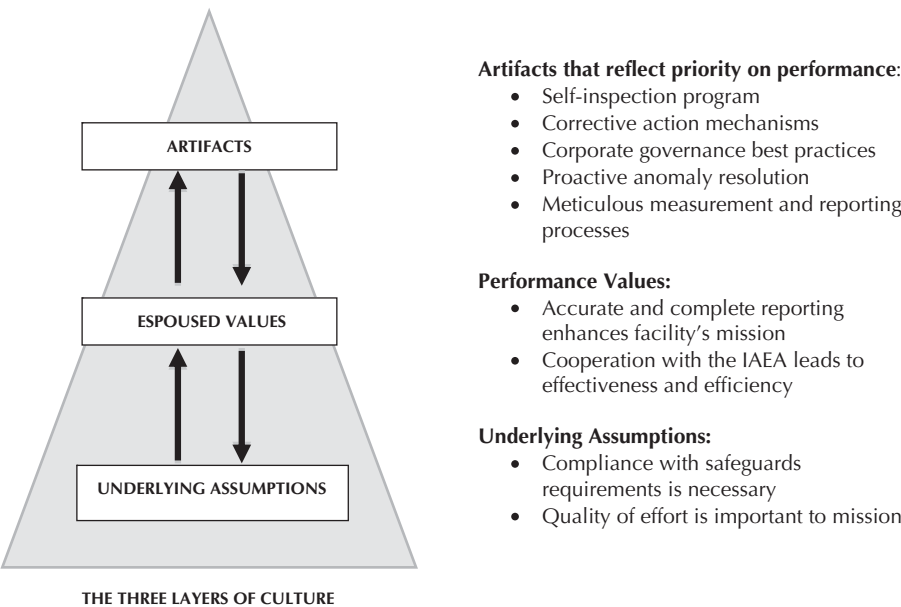 ARTIFACTS
ESPOUSED VALUES
UNDERLYING ASSUMPTIONS
THE THREE LAYERS OF CULTURE
Artifacts that reflect priority on performance:
• Self-inspection program
• Corrective action mechanisms
• Corporate governance best practices
• Proactive anomaly resolution
• Meticulous measurement and reporting
processes
Performance Values:
• Accurate and complete reporting
enhances facility’s mission
• Cooperation with the IAEA leads to
effectiveness and efficiency
Underlying Assumptions:
• Compliance with safeguards
requirements is necessary
• Quality of effort is important to mission